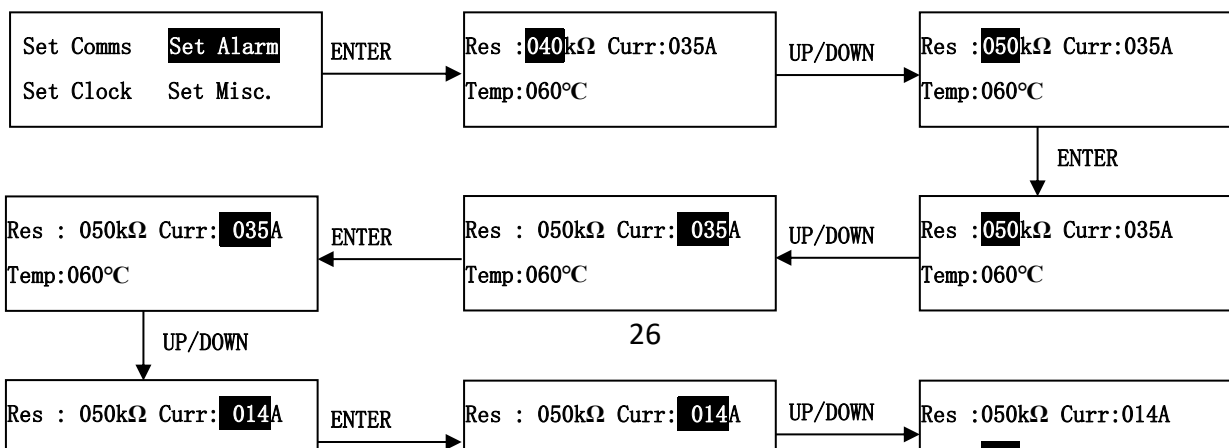 Set Comms Set Alarm
Set Clock Set Misc.
ENTER
Res :040kΩ Curr:035A
Temp:060℃
UP/DOWN
Res :050kΩ Curr:035A
Temp:060℃
ENTER
Res : 050kΩ Curr: 035A
Temp:060℃
ENTER
Res : 050kΩ Curr: 035A
Temp:060℃
UP/DOWN
Res :050kΩ Curr:035A
Temp:060℃
26
UP/DOWN
Res : 050kΩ Curr: 014A
ENTER
Res : 050kΩ Curr: 014A
UP/DOWN
Res :050kΩ Curr:014A